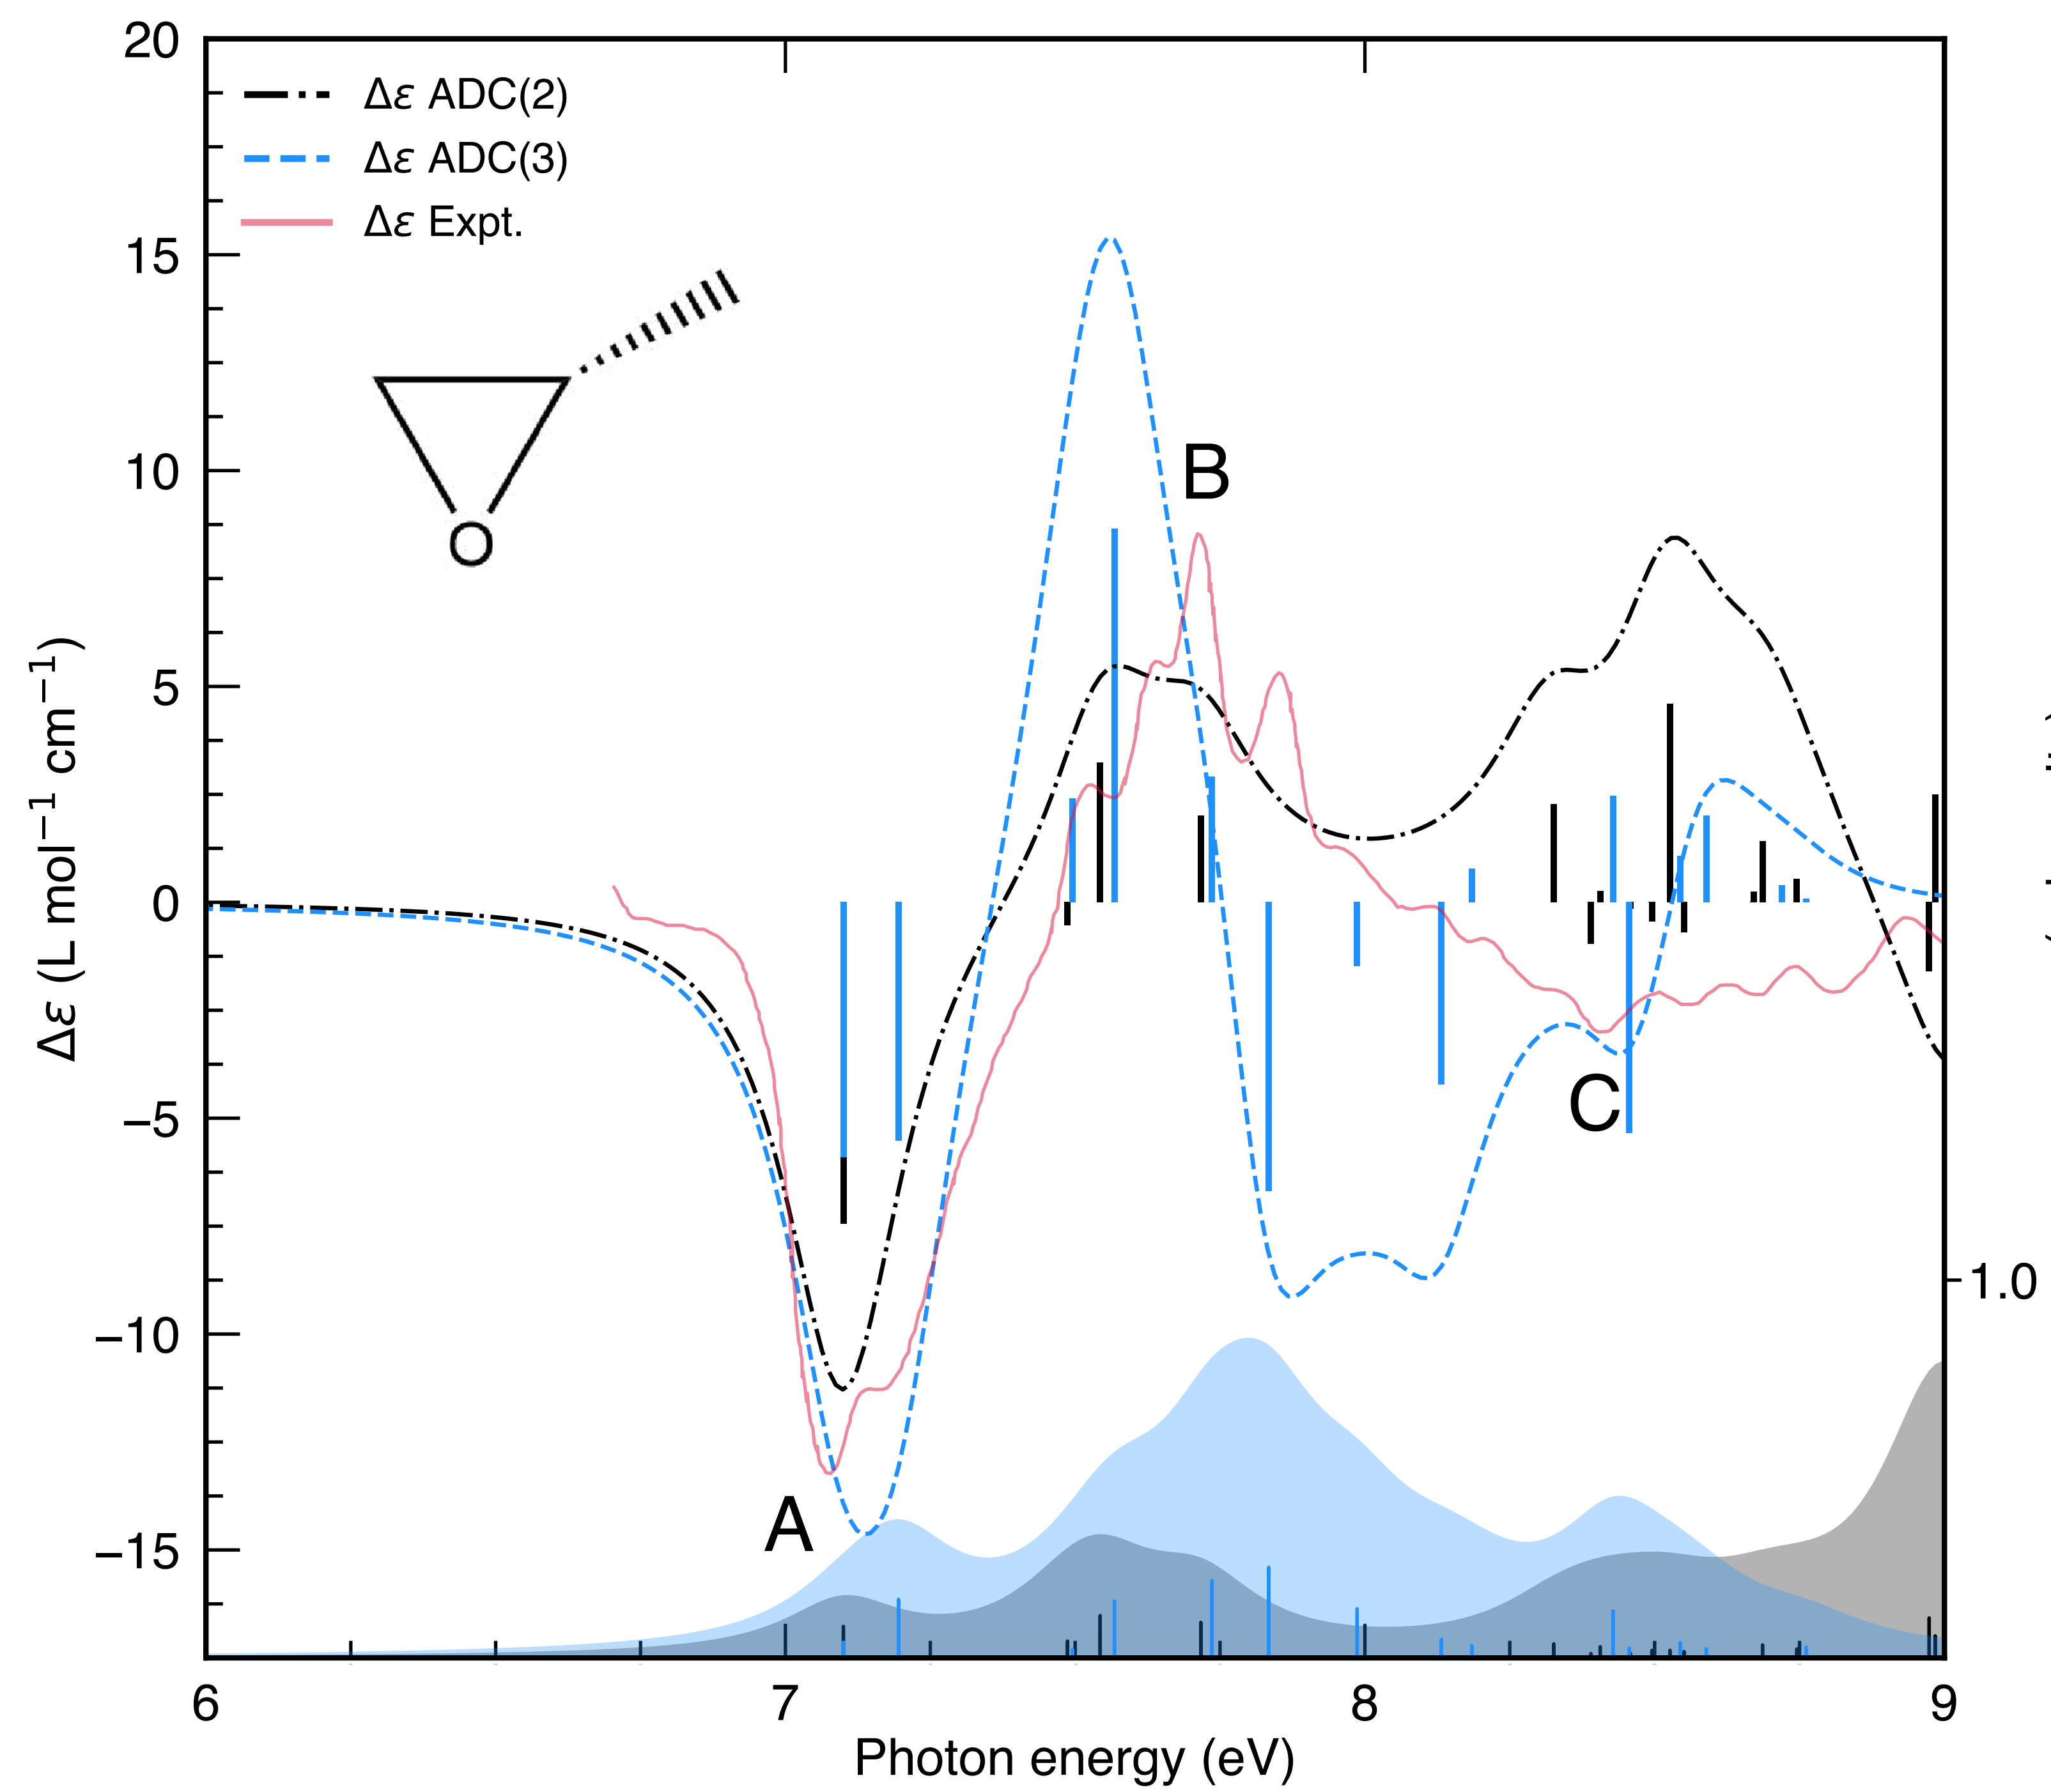 20
15
10
5
0
−5
−10
−15
Δε (L mol⁻¹ cm⁻¹)
Δε ADC(2)
Δε ADC(3)
Δε Expt.
O
B
C
A
1.0
6 7 8 9
Photon energy (eV)